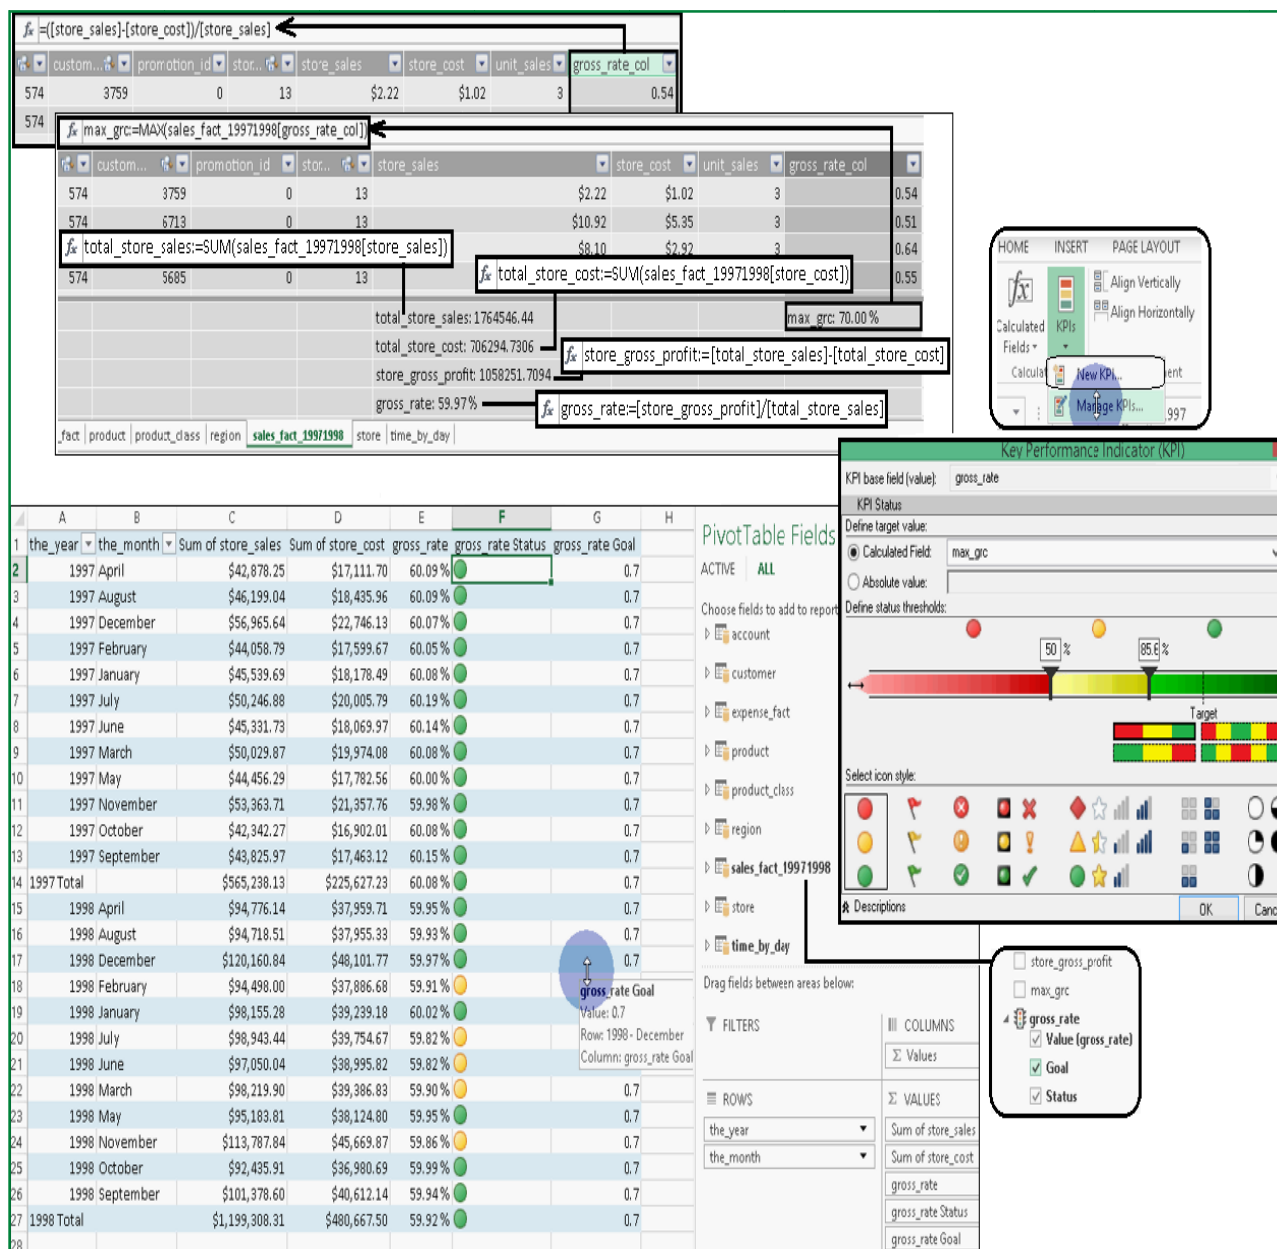 fx =([store_sales]-[store_cost])/[store_sales]
custom... promotion_id stor... store_sales store_cost unit_sales gross_rate_col
574 3759 0 13 $2.22 $1.02 3 0.54
574
fx max_grc:=MAX(sales_fact_19971998[gross_rate_col])
custom... promotion_id stor... store_sales store_cost unit_sales gross_rate_col
574 3759 0 13 $2.22 $1.02 3 0.54
574 6713 0 13 $10.92 $5.35 3 0.51
fx total_store_sales:=SUM(sales_fact_19971998[store_sales])
$8.10 $2.92 3 0.64
574 5685 0 13 0.55
fx total_store_cost:=SUM(sales_fact_19971998[store_cost])
total_store_sales: 1764546.44 max_grc: 70.00 %
total_store_cost: 706294.7306
fx store_gross_profit:=[total_store_sales]-[total_store_cost]
store_gross_profit: 1058251.7094
gross_rate: 59.97%
fx gross_rate:=[store_gross_profit]/[total_store_sales]
_fact product product_class region sales_fact_19971998 store time_by_day
HOME INSERT PAGE LAYOUT
fx
Calculated Fields
KPIs
Align Vertically
Align Horizontally
Calculat New KPI... ment
Manage KPIs... 997
Key Performance Indicator (KPI)
KPI base field (value): gross_rate
KPI Status
Define target value:
Calculated Field: max_grc
Absolute value:
Define status thresholds:
50 % 85.6 %
Target
Select icon style:
Descriptions
OK Canc
A B C D E F G H
1 the_year the_month Sum of store_sales Sum of store_cost gross_rate gross_rate Status gross_rate Goal
2 1997 April $42,878.25 $17,111.70 60.09% 0.7
3 1997 August $46,199.04 $18,435.96 60.09% 0.7
4 1997 December $56,965.64 $22,746.13 60.07% 0.7
5 1997 February $44,058.79 $17,599.67 60.05% 0.7
6 1997 January $45,539.69 $18,178.49 60.08% 0.7
7 1997 July $50,246.88 $20,005.79 60.19% 0.7
8 1997 June $45,331.73 $18,069.97 60.14% 0.7
9 1997 March $50,029.87 $19,974.08 60.08% 0.7
10 1997 May $44,456.29 $17,782.56 60.00% 0.7
11 1997 November $53,363.71 $21,357.76 59.98% 0.7
12 1997 October $42,342.27 $16,902.01 60.08% 0.7
13 1997 September $43,825.97 $17,463.12 60.15% 0.7
14 1997 Total $565,238.13 $225,627.23 60.08% 0.7
15 1998 April $94,776.14 $37,959.71 59.95% 0.7
16 1998 August $94,718.51 $37,955.33 59.93% 0.7
17 1998 December $120,160.84 $48,101.77 59.97% 0.7
18 1998 February $94,498.00 $37,886.68 59.91%
19 1998 January $98,155.28 $39,239.18 60.02%
20 1998 July $98,943.44 $39,754.67 59.82%
21 1998 June $97,050.04 $38,995.82 59.82%
22 1998 March $98,219.90 $39,386.83 59.90% 0.7
23 1998 May $95,183.81 $38,124.80 59.95% 0.7
24 1998 November $113,787.84 $45,669.87 59.86% 0.7
25 1998 October $92,435.91 $36,980.69 59.99% 0.7
26 1998 September $101,378.60 $40,612.14 59.94% 0.7
27 1998 Total $1,199,308.31 $480,667.50 59.92% 0.7
28
gross_rate Goal
Value: 0.7
Row: 1998 - December
Column: gross_rate Goal
PivotTable Fields
ACTIVE ALL
Choose fields to add to report
account
customer
expense_fact
product
product_class
region
sales_fact_19971998
store
time_by_day
Drag fields between areas below:
FILTERS
COLUMNS
Σ Values
ROWS
the_year
the_month
Σ VALUES
Sum of store_sales
Sum of store_cost
gross_rate
gross_rate Status
gross_rate Goal
store_gross_profit
max_grc
gross_rate
Value (gross_rate)
Goal
Status